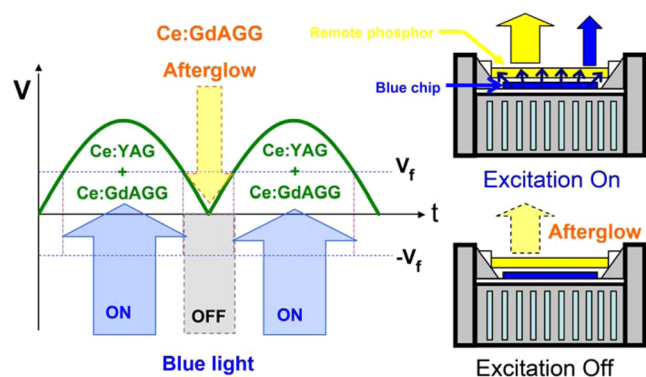 Ce:GdAGG
Afterglow
V
Ce:YAG
+
Ce:GdAGG
Ce:YAG
+
Ce:GdAGG
Vf
t
-Vf
ON
OFF
ON
Blue light
Remote phosphor
Blue chip
Excitation On
Afterglow
Excitation Off